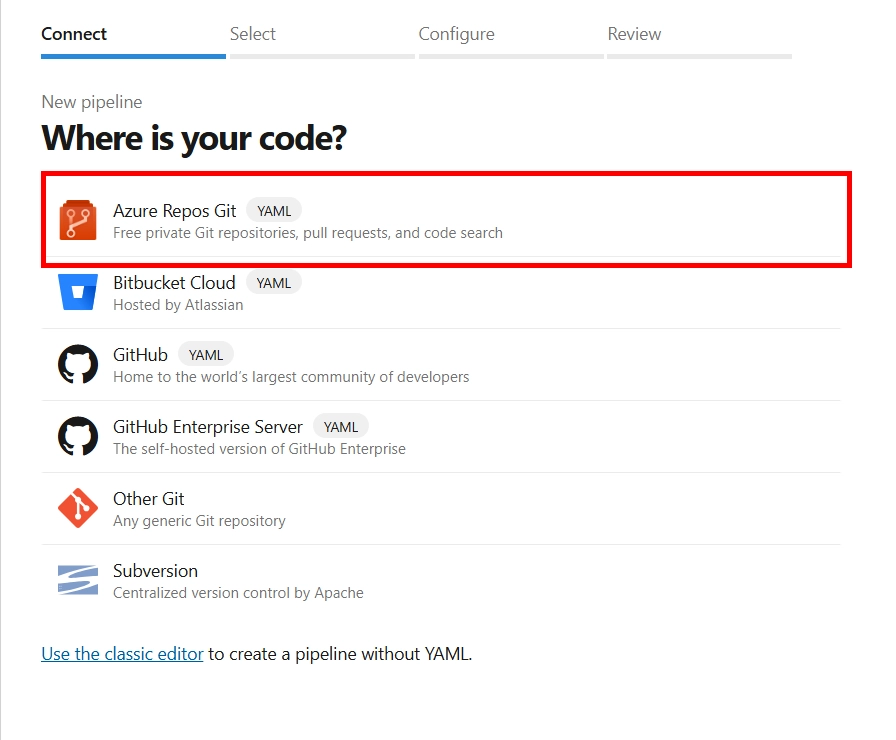 Connect Select Configure Review
New pipeline
Where is your code?
Azure Repos Git YAML
Free private Git repositories, pull requests, and code search
Bitbucket Cloud YAML
Hosted by Atlassian
GitHub YAML
Home to the world’s largest community of developers
GitHub Enterprise Server YAML
The self-hosted version of GitHub Enterprise
Other Git
Any generic Git repository
Subversion
Centralized version control by Apache
Use the classic editor to create a pipeline without YAML.